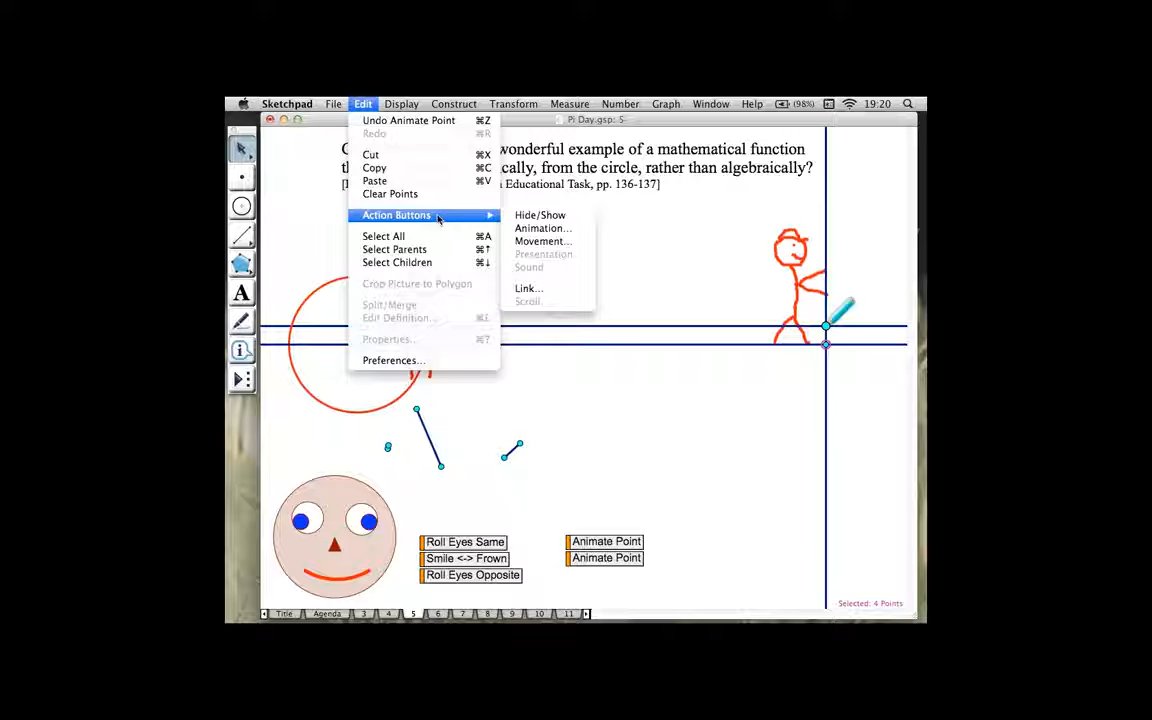 Sketchpad File Edit Display Construct Transform Measure Number Graph Window Help (98%) 19:20
Pi Day.gsp: 5
wonderful example of a mathematical function
ically, from the circle, rather than algebraically?
Educational Task, pp. 136-137]
Undo Animate Point ⌘Z
Redo ⌘R
Cut ⌘X
Copy ⌘C
Paste ⌘V
Clear Points
Action Buttons
Select All ⌘A
Select Parents ⌘↑
Select Children ⌘↓
Crop Picture to Polygon
Split/Merge
Edit Definition... ⌘E
Properties... ⌘?
Preferences...
Hide/Show
Animation...
Movement...
Presentation
Sound
Link...
Scroll
A
Roll Eyes Same
Smile <-> Frown
Roll Eyes Opposite
Animate Point
Animate Point
Selected: 4 Points
Title Agenda 3 4 5 6 7 8 9 10 11